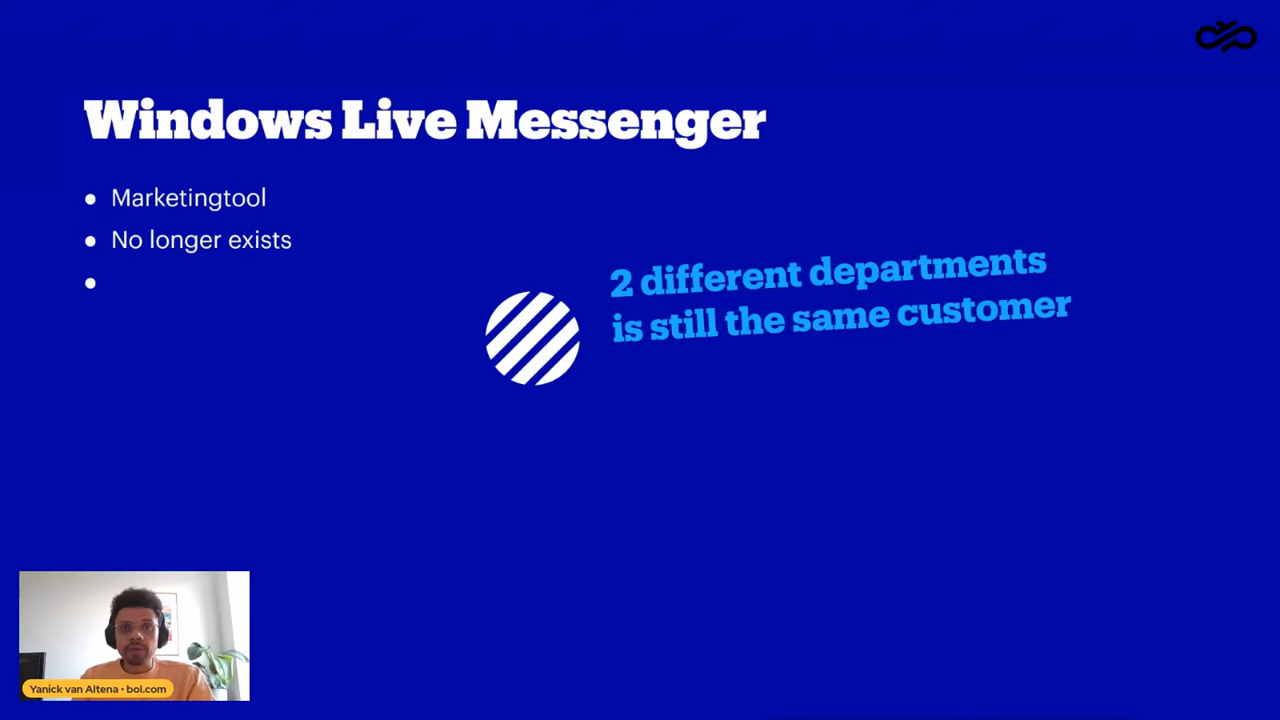 Windows Live Messenger
Marketingtool
No longer exists
2 different departments
is still the same customer
Yanick van Altena • bol.com